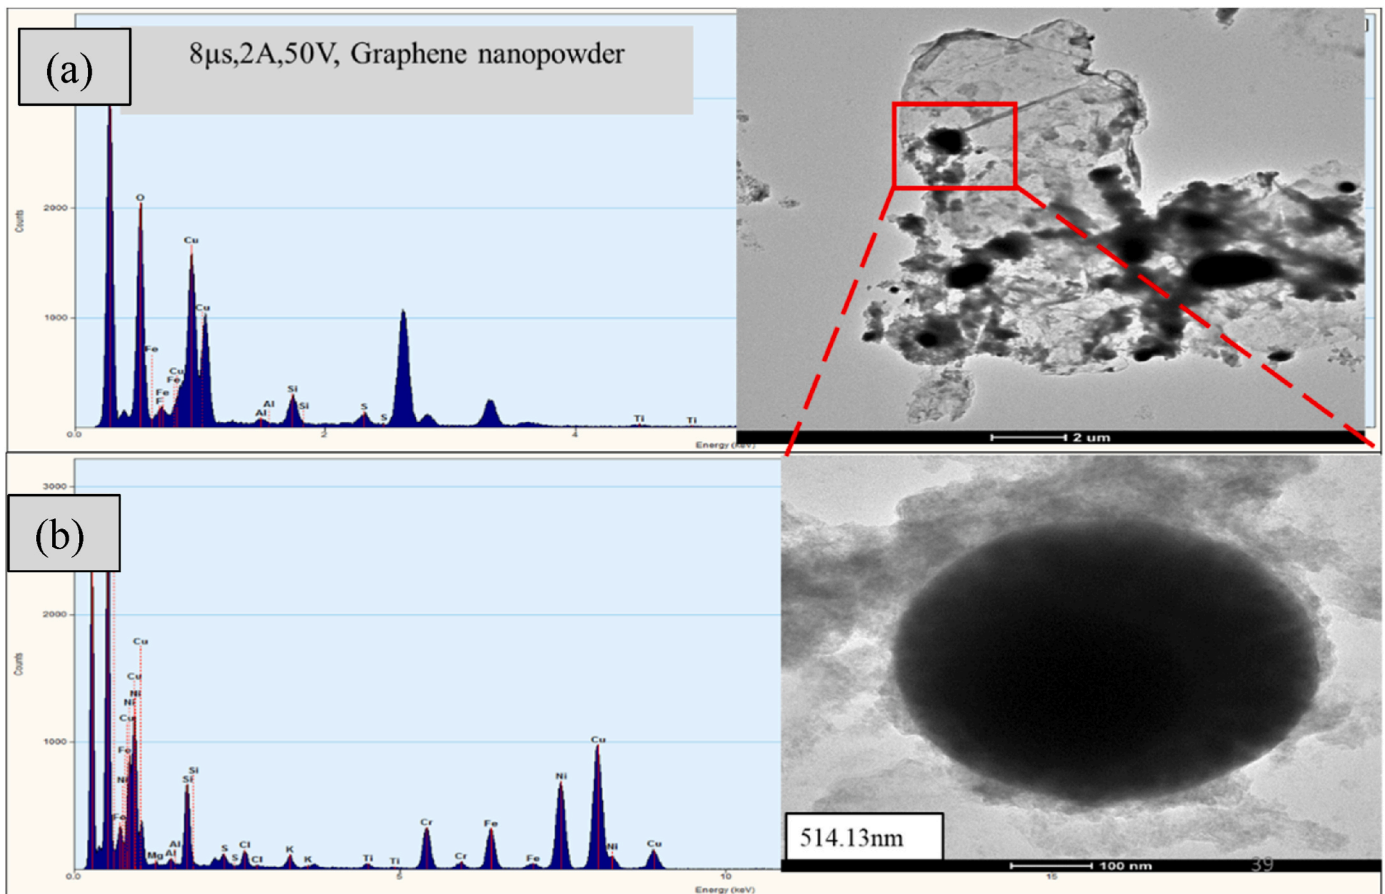 (a)
8μs,2A,50V, Graphene nanopowder
Counts
2000
1000
O
Cu
Cu
Fe
Cu
Fe
Fe
F
Al
Al
Si
Si
S
S
Ti
Ti
0.0
2
4
Energy (keV)
2 um
(b)
Counts
3000
2000
1000
Cu
Cu
Ni
Ni
Cu
Fe
Ni
Fe
Mg
Al
Al
Si
Si
S
S
Cl
Cl
K
K
Ti
Ti
Cr
Cr
Fe
Fe
Ni
Cu
Ni
Cu
0.0
5
10
15
Energy (keV)
514.13nm
100 nm
39